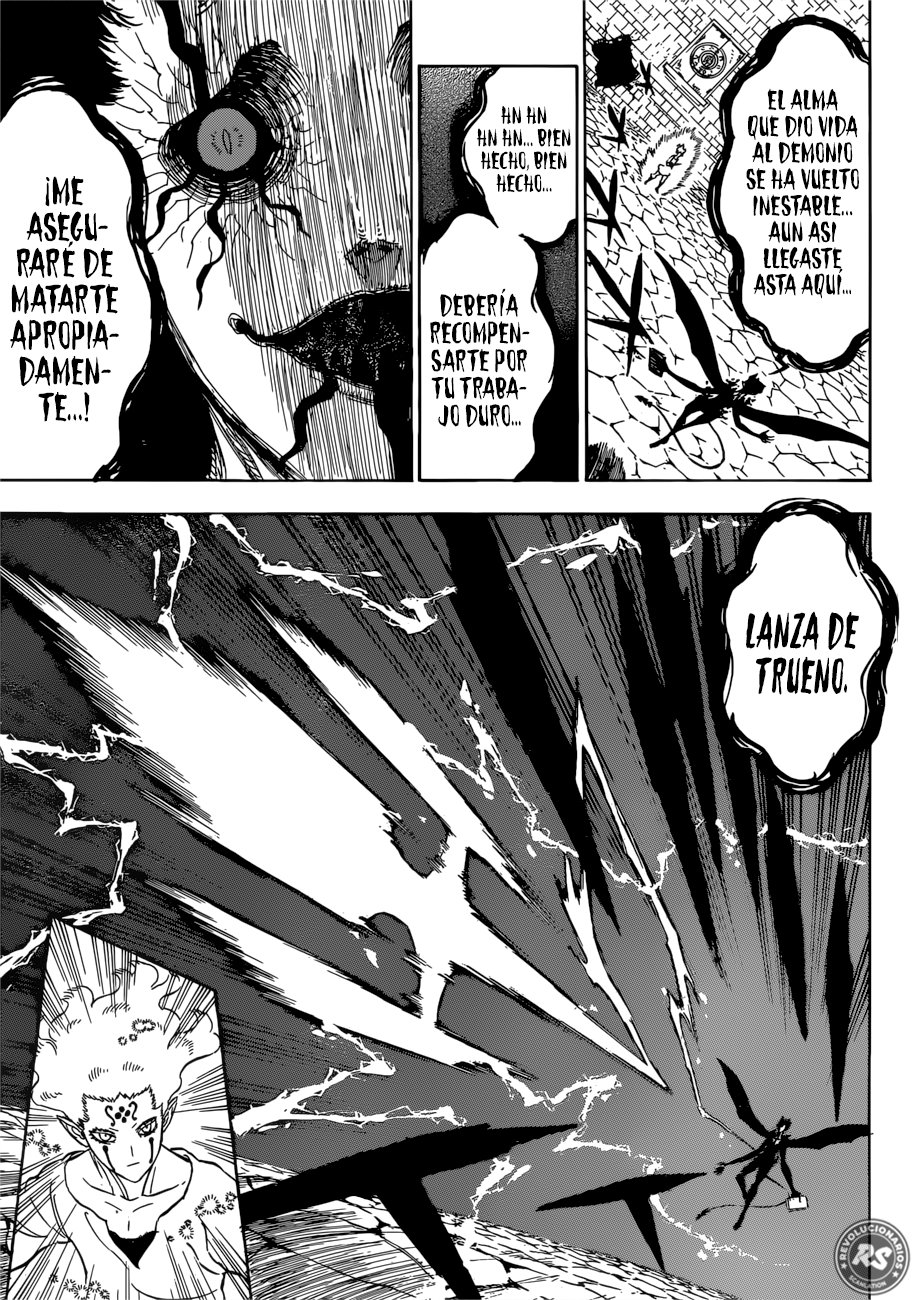 EL ALMA
QUE DIO VIDA
AL DEMONIO
SE HA VUELTO
INESTABLE...
AUN ASI
LLEGASTE
ASTA AQUÍ...
HN HN
HN HN... BIEN
HECHO, BIEN
HECHO...
DEBERÍA
RECOMPEN-
SARTE POR
TU TRABA-
JO DURO...
¡ME
ASEGU-
RARÉ DE
MATARTE
APROPIA-
DAMEN-
TE...!
LANZA DE
TRUENO.
REVOLUCIONARIOS
RS
SCANLATION